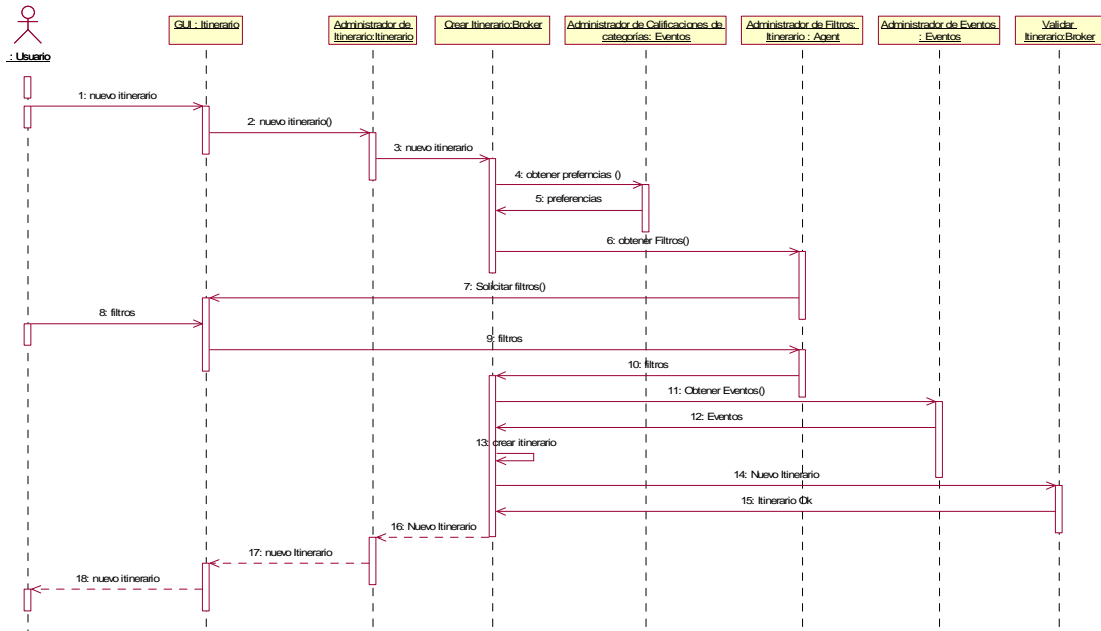 : Usuario
GUI : Itinerario
Administrador de
Itinerario:Itinerario
Crear Itinerario:Broker
Administrador de Calificaciones de
categorías: Eventos
Administrador de Filtros:
Itinerario : Agent
Administrador de Eventos
: Eventos
Validar
Itinerario:Broker
1: nuevo itinerario
2: nuevo itinerario()
3: nuevo itinerario
4: obtener prefemcias ()
5: preferencias
6: obtener Filtros()
7: Solicitar filtros()
8: filtros
9: filtros
10: filtros
11: Obtener Eventos()
12: Eventos
13: crear itinerario
14: Nuevo Itinerario
15: Itinerario Ok
16: Nuevo Itinerario
17: nuevo Itinerario
18: nuevo itinerario